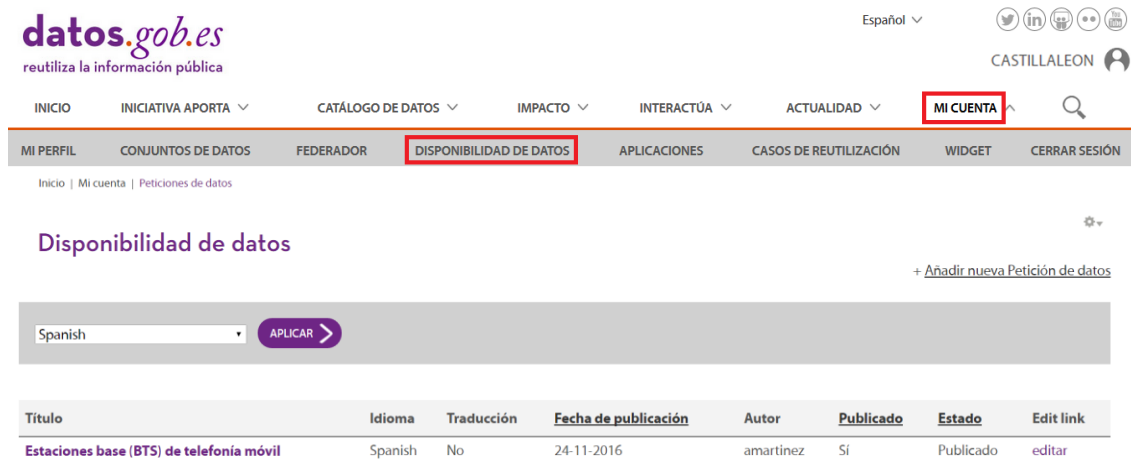 datos.gob.es
reutiliza la información pública
Español
CASTILLALEON
INICIO INICIATIVA APORTA CATÁLOGO DE DATOS IMPACTO INTERACTÚA ACTUALIDAD MI CUENTA
MI PERFIL CONJUNTOS DE DATOS FEDERADOR DISPONIBILIDAD DE DATOS APLICACIONES CASOS DE REUTILIZACIÓN WIDGET CERRAR SESIÓN
Inicio | Mi cuenta | Peticiones de datos
Disponibilidad de datos
+ Añadir nueva Petición de datos
Spanish APLICAR
Título Idioma Traducción Fecha de publicación Autor Publicado Estado Edit link
Estaciones base (BTS) de telefonía móvil Spanish No 24-11-2016 amartinez Sí Publicado editar